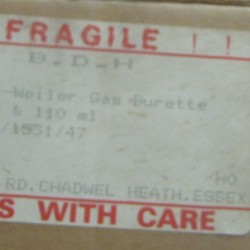 FRAGILE ! !
B.D.H
Weiler Gas Burette
& 110 ml
/1551/47
HO
RD.CHADWEL HEATH.ESSEX
S WITH CARE